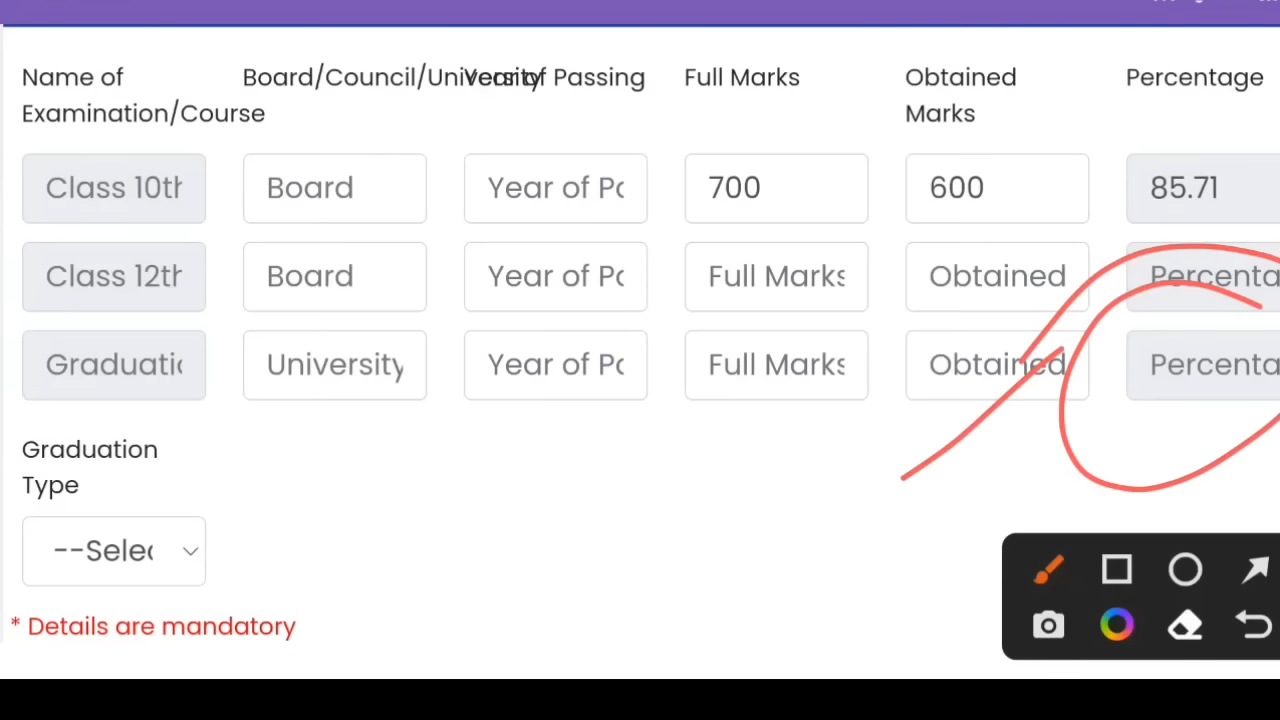 Name of Board/Council/University Year of Passing Full Marks Obtained Percentage
Examination/Course Marks
Class 10th Board Year of Pa 700 600 85.71
Class 12th Board Year of Pa Full Marks Obtained Percenta
Graduatic University Year of Pa Full Marks Obtained Percenta
Graduation
Type
--Selec
* Details are mandatory